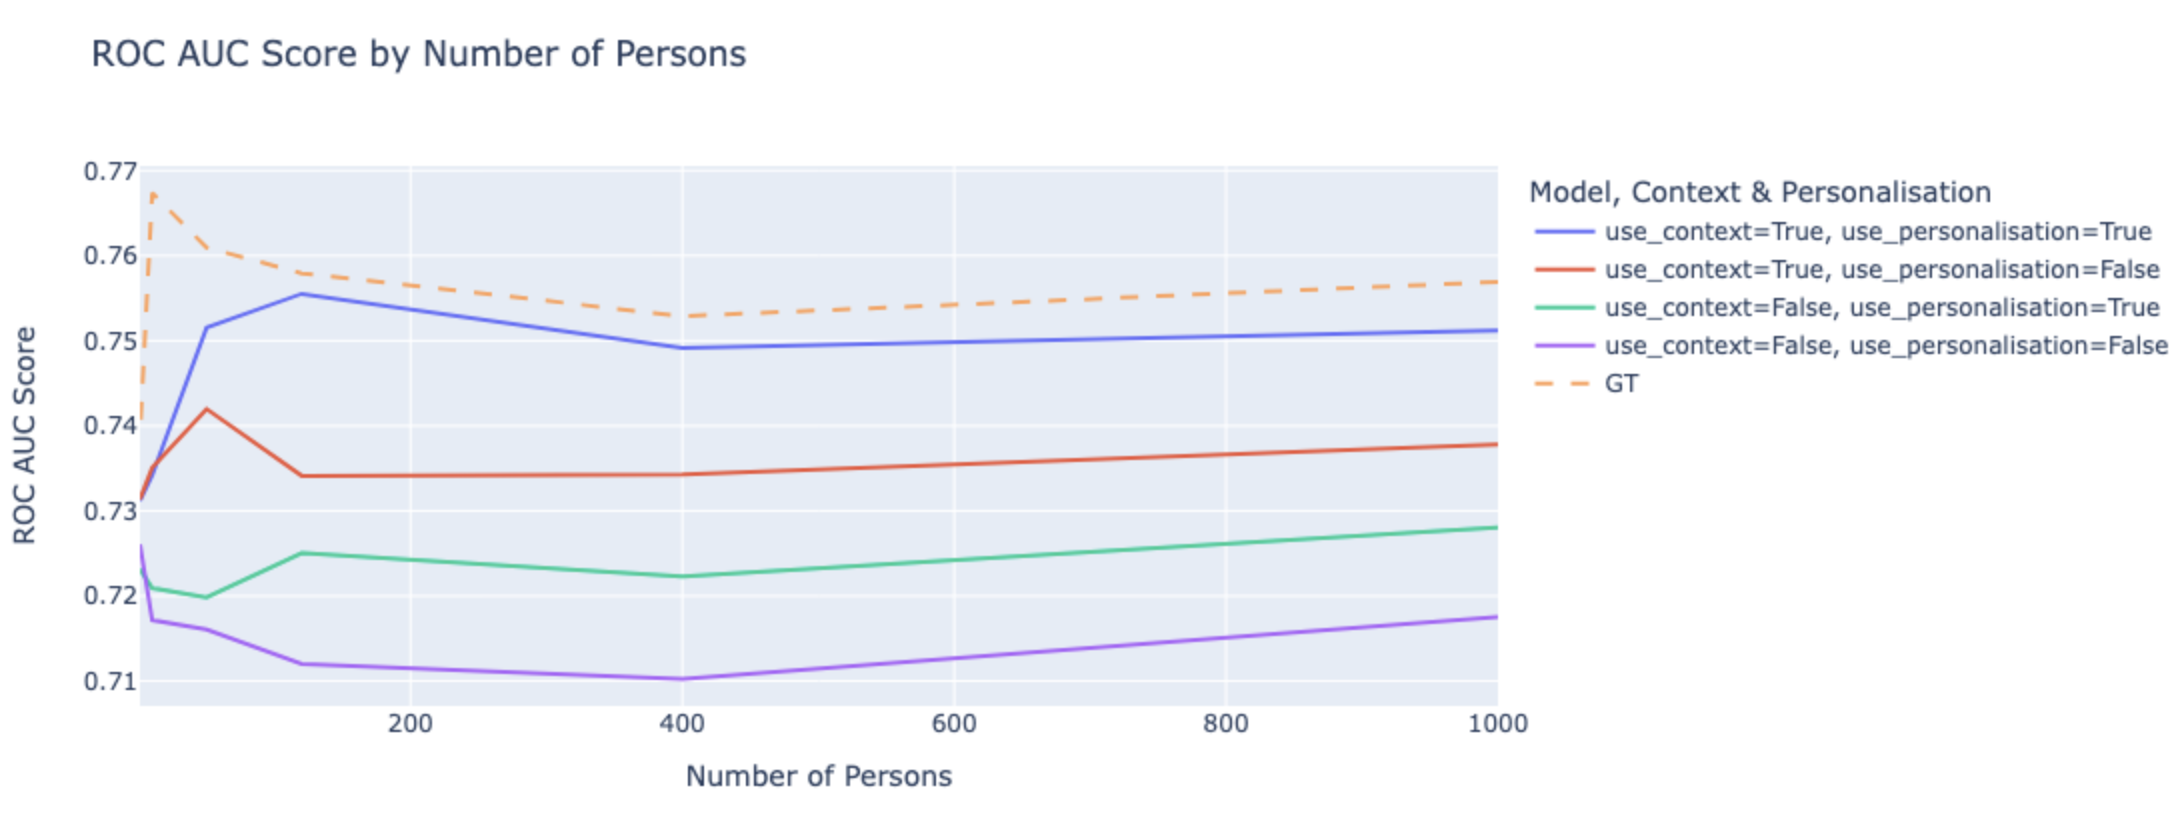 ROC AUC Score by Number of Persons
0.77
0.76
0.75
0.74
0.73
0.72
0.71
ROC AUC Score
200
400
600
800
1000
Number of Persons
Model, Context & Personalisation
use_context=True, use_personalisation=True
use_context=True, use_personalisation=False
use_context=False, use_personalisation=True
use_context=False, use_personalisation=False
GT